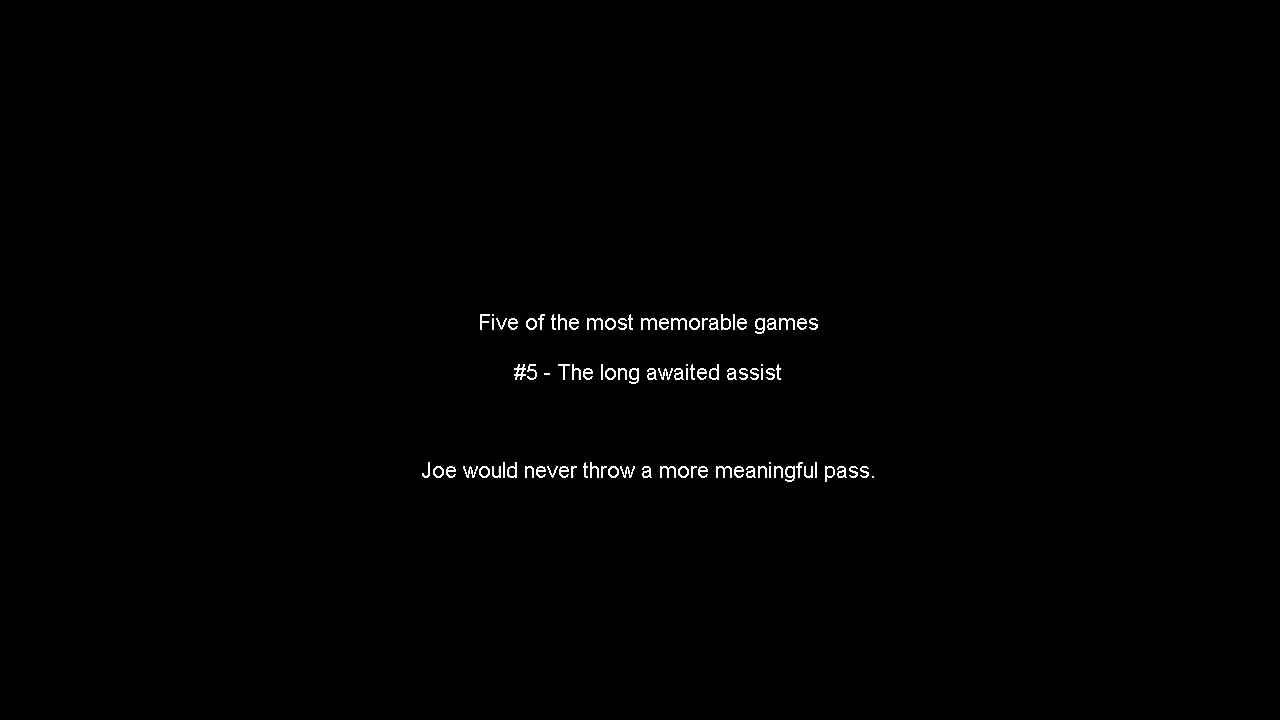 Five of the most memorable games
#5 - The long awaited assist
Joe would never throw a more meaningful pass.